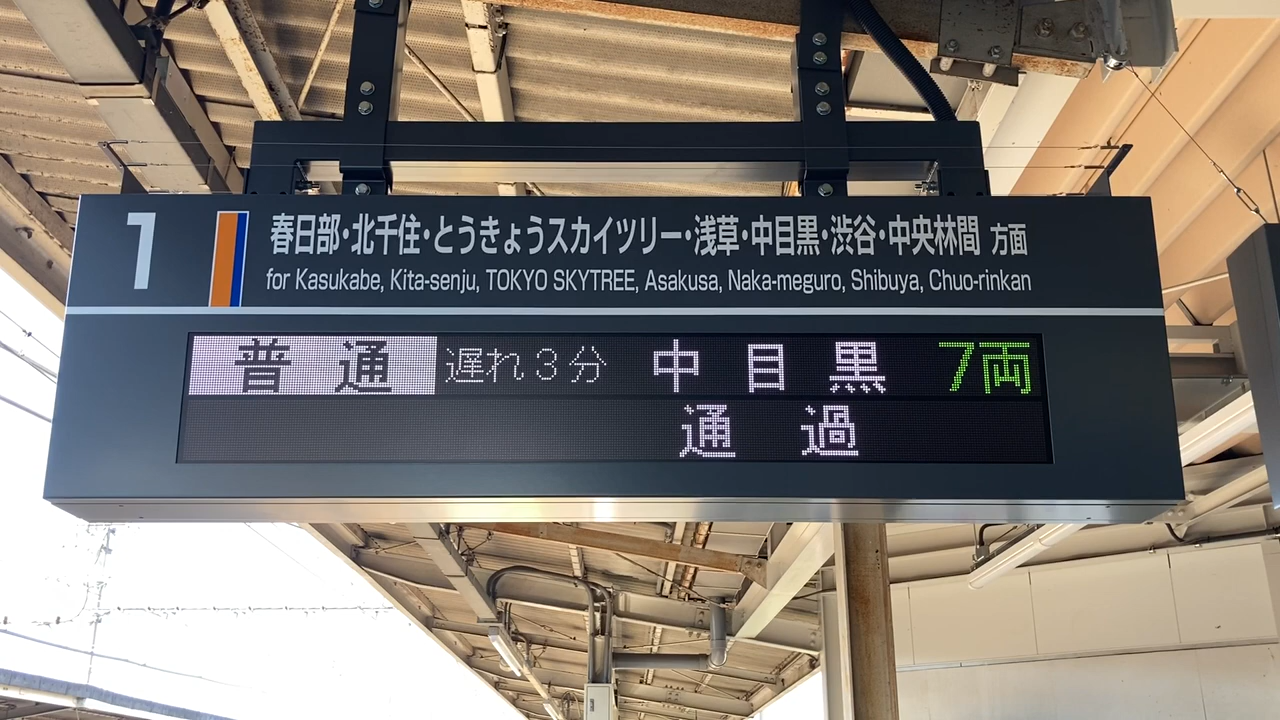 1
春日部・北千住・とうきょうスカイツリー・浅草・中目黒・渋谷・中央林間 方面
for Kasukabe, Kita-senju, TOKYO SKYTREE, Asakusa, Naka-meguro, Shibuya, Chuo-rinkan
普通 遅れ3分 中目黒 7両
通過